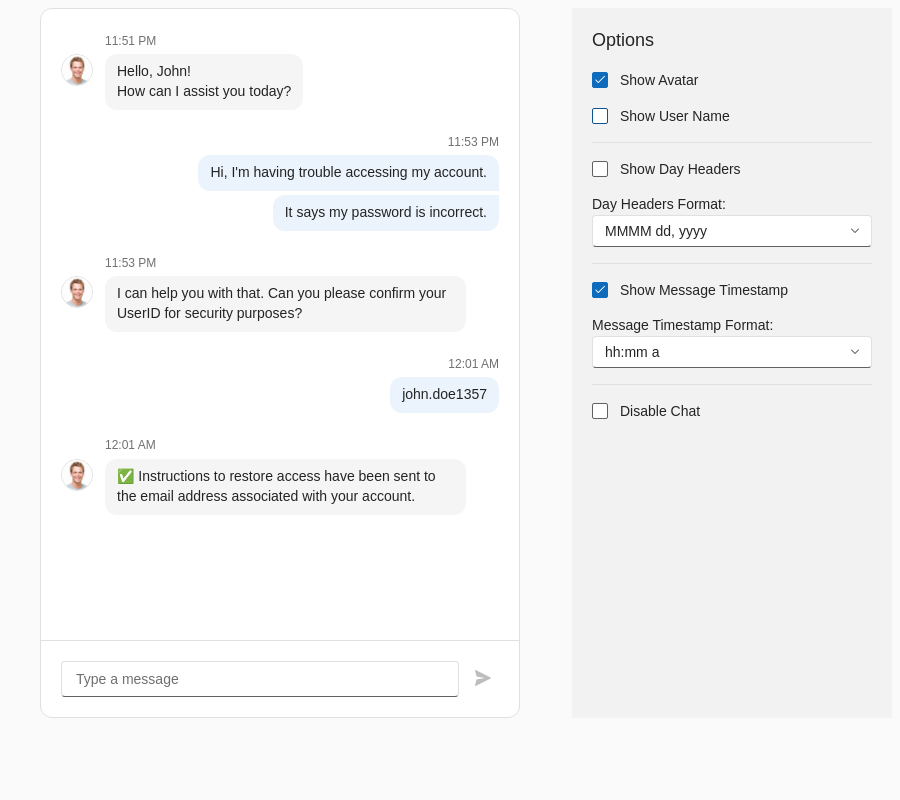 11:51 PM
Hello, John!
How can I assist you today?
11:53 PM
Hi, I'm having trouble accessing my account.
It says my password is incorrect.
11:53 PM
I can help you with that. Can you please confirm your
UserID for security purposes?
12:01 AM
john.doe1357
12:01 AM
✅ Instructions to restore access have been sent to
the email address associated with your account.
Type a message
Options
Show Avatar
Show User Name
Show Day Headers
Day Headers Format:
MMMM dd, yyyy
Show Message Timestamp
Message Timestamp Format:
hh:mm a
Disable Chat